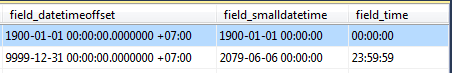 field_datetimeoffset field_smalldatetime field_time
1900-01-01 00:00:00.0000000 +07:00 1900-01-01 00:00:00 00:00:00
9999-12-31 00:00:00.0000000 +07:00 2079-06-06 00:00:00 23:59:59